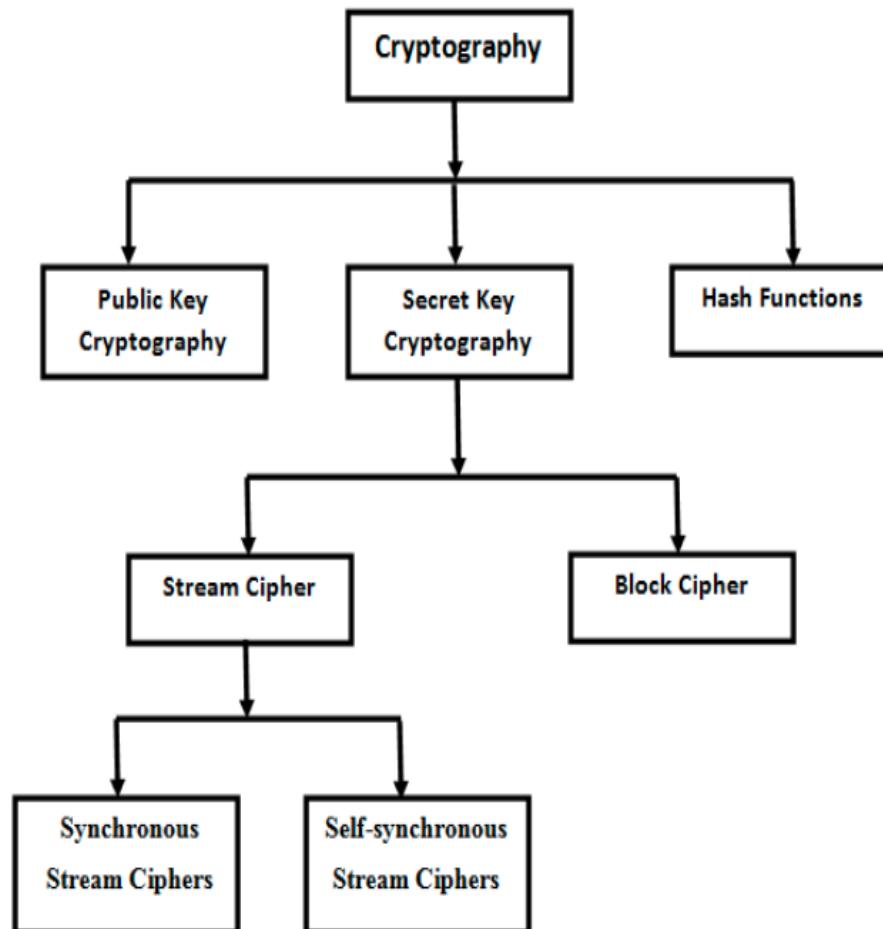 Cryptography
Public Key
Cryptography
Secret Key
Cryptography
Hash Functions
Stream Cipher
Block Cipher
Synchronous
Stream Ciphers
Self-synchronous
Stream Ciphers